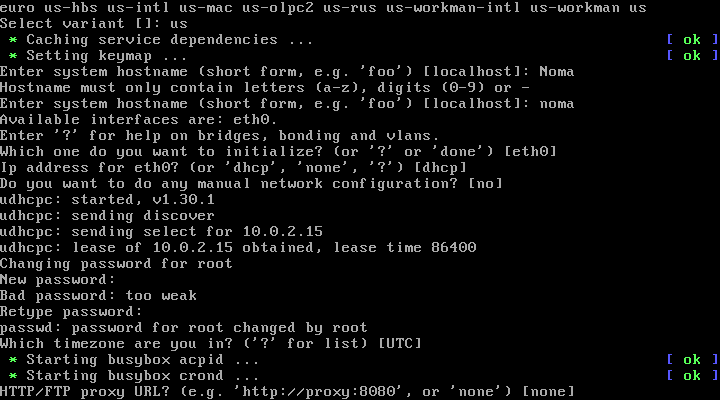 euro us-hbs us-intl us-mac us-olpc2 us-rus us-workman-intl us-workman us
Select variant []: us
* Caching service dependencies ... [ ok ]
* Setting keymap ... [ ok ]
Enter system hostname (short form, e.g. 'foo') [localhost]: Noma
Hostname must only contain letters (a-z), digits (0-9) or -
Enter system hostname (short form, e.g. 'foo') [localhost]: noma
Available interfaces are: eth0.
Enter '?' for help on bridges, bonding and vlans.
Which one do you want to initialize? (or '?' or 'done') [eth0]
Ip address for eth0? (or 'dhcp', 'none', '?') [dhcp]
Do you want to do any manual network configuration? [no]
udhcpc: started, v1.30.1
udhcpc: sending discover
udhcpc: sending select for 10.0.2.15
udhcpc: lease of 10.0.2.15 obtained, lease time 86400
Changing password for root
New password:
Bad password: too weak
Retype password:
passwd: password for root changed by root
Which timezone are you in? ('?' for list) [UTC]
* Starting busybox acpid ... [ ok ]
* Starting busybox crond ... [ ok ]
HTTP/FTP proxy URL? (e.g. 'http://proxy:8080', or 'none') [none]